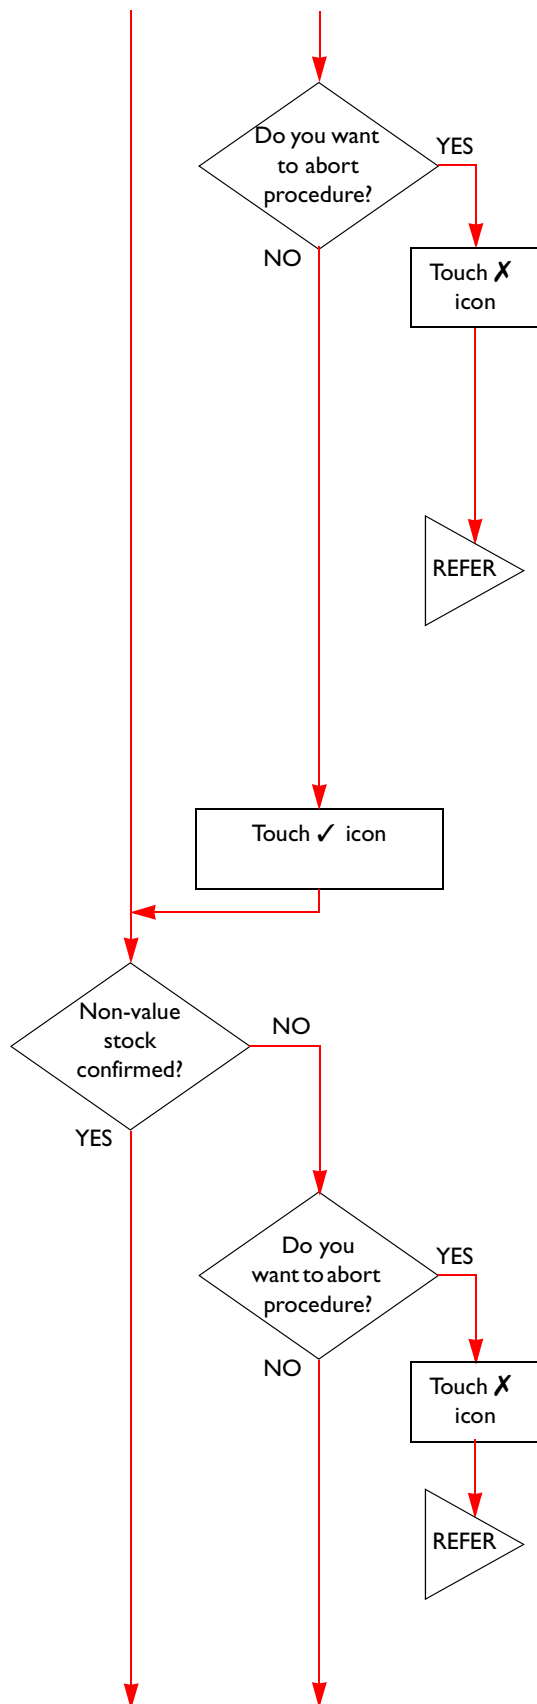 Do you want
to abort
procedure?
YES
NO
Touch ✗
icon
REFER
Touch ✓ icon
Non-value
stock
confirmed?
NO
YES
Do you
want to abort
procedure?
YES
NO
Touch ✗
icon
REFER